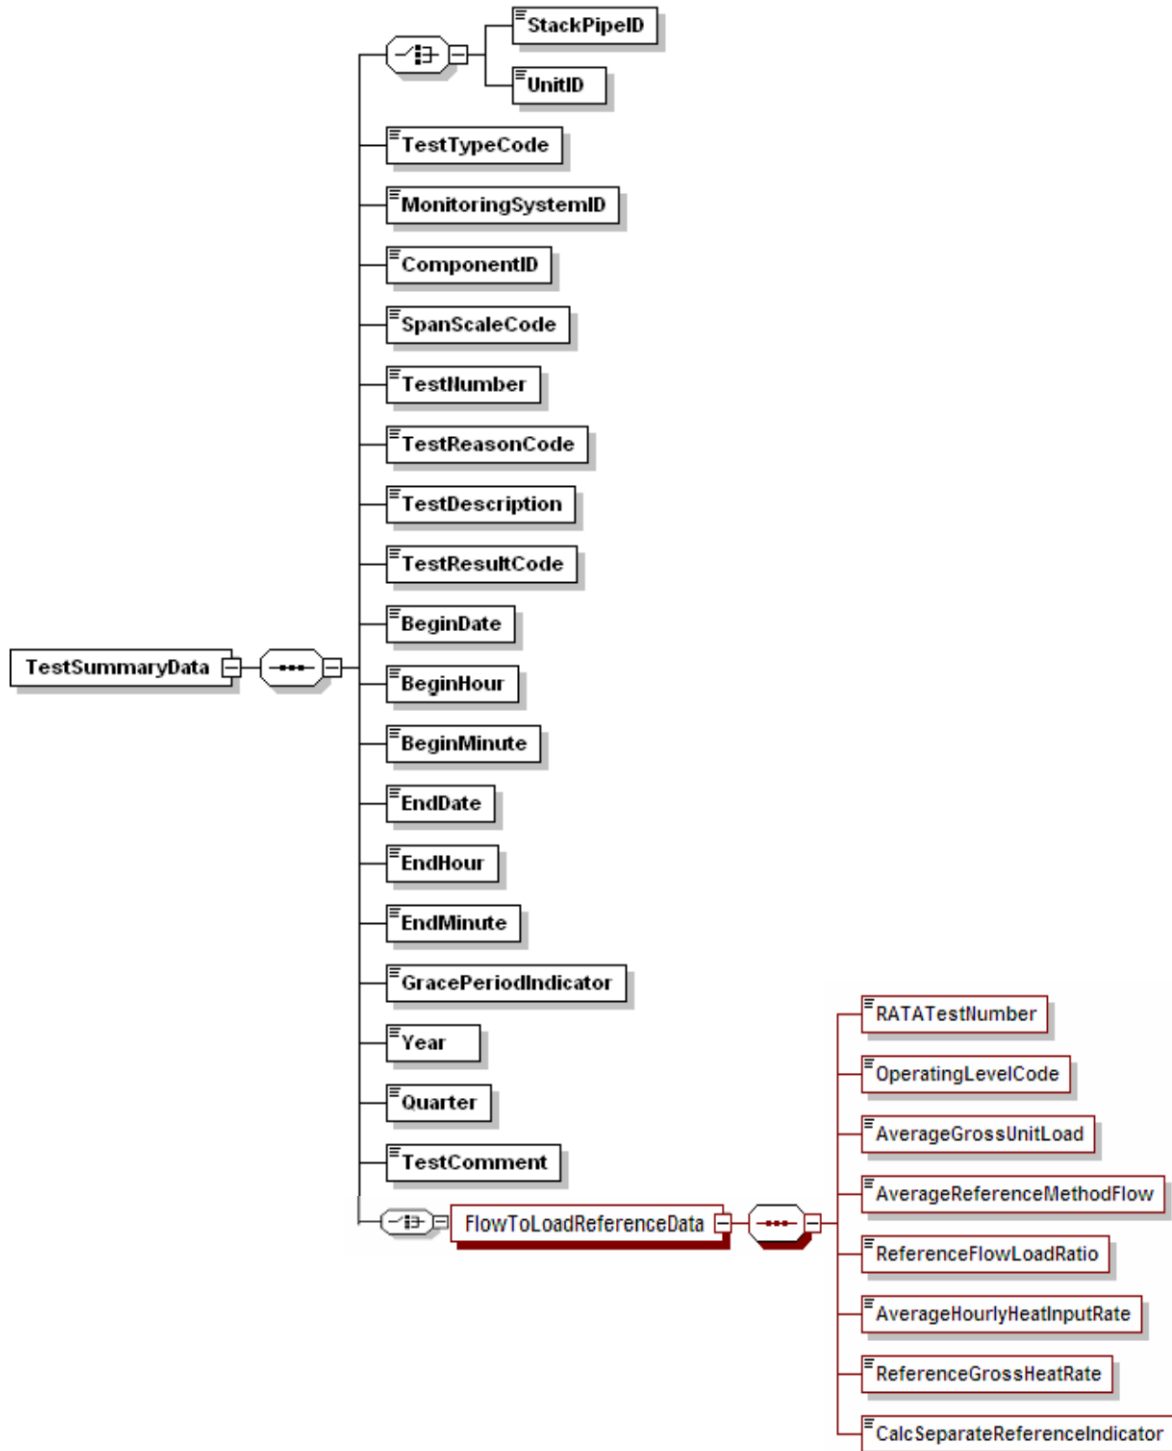 StackPipeID
UnitID
TestTypeCode
MonitoringSystemID
ComponentID
SpanScaleCode
TestNumber
TestReasonCode
TestDescription
TestResultCode
BeginDate
TestSummaryData
BeginHour
BeginMinute
EndDate
EndHour
EndMinute
GracePeriodIndicator
Year
Quarter
TestComment
FlowToLoadReferenceData
RATATestNumber
OperatingLevelCode
AverageGrossUnitLoad
AverageReferenceMethodFlow
ReferenceFlowLoadRatio
AverageHourlyHeatInputRate
ReferenceGrossHeatRate
CalcSeparateReferenceIndicator